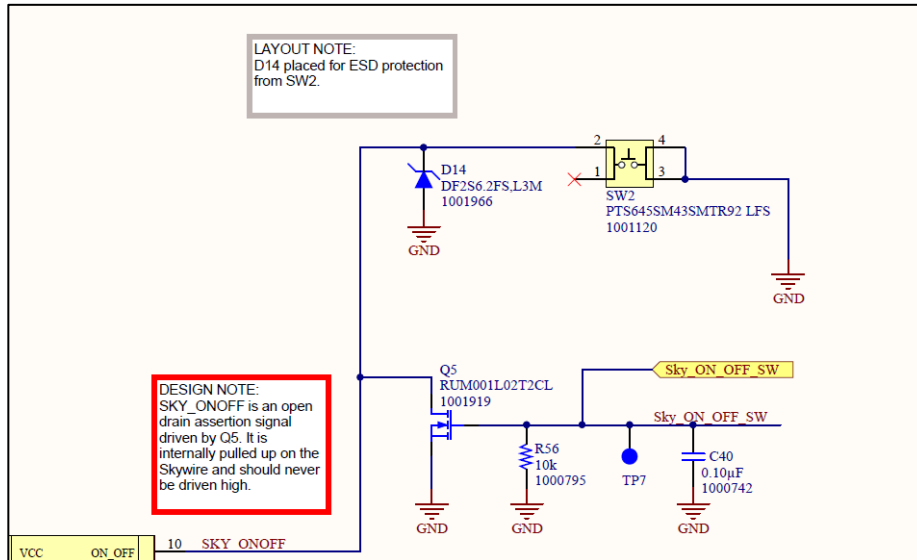 LAYOUT NOTE:
D14 placed for ESD protection
from SW2.
2
4
D14
DF2S6.2FS,L3M
1001966
1
3
SW2
PTS645SM43SMTR92 LFS
1001120
GND
GND
Q5
RUM001L02T2CL
1001919
Sky_ON_OFF_SW
DESIGN NOTE:
SKY_ONOFF is an open
drain assertion signal
driven by Q5. It is
internally pulled up on the
Skywire and should never
be driven high.
Sky_ON_OFF_SW
R56
10k
1000795
TP7
C40
0.10µF
1000742
GND
GND
GND
VCC
ON_OFF
10
SKY_ONOFF